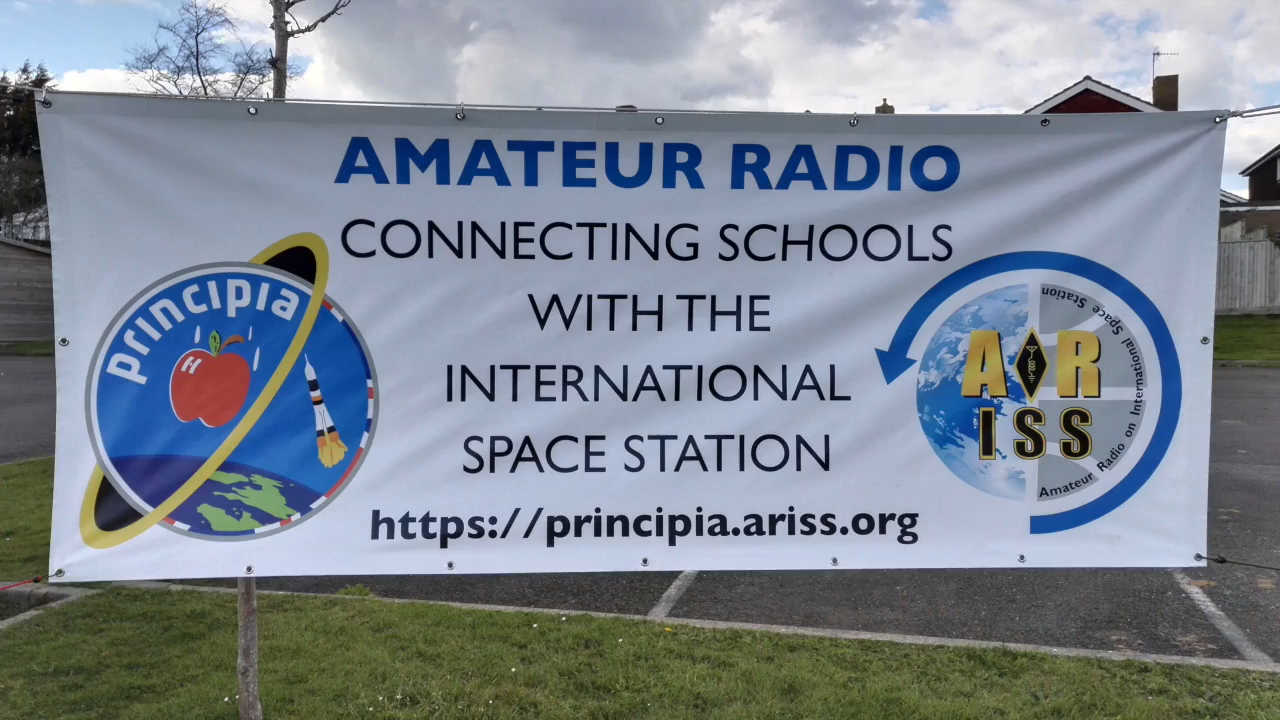 AMATEUR RADIO
CONNECTING SCHOOLS
WITH THE
INTERNATIONAL
SPACE STATION
https://principia.ariss.org
principia
A R
ISS
Amateur Radio on International Space Station